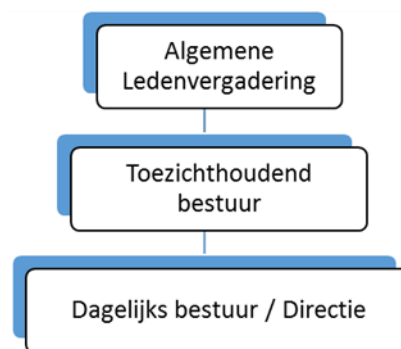 Algemene
Ledenvergadering
Toezichthoudend
bestuur
Dagelijks bestuur / Directie